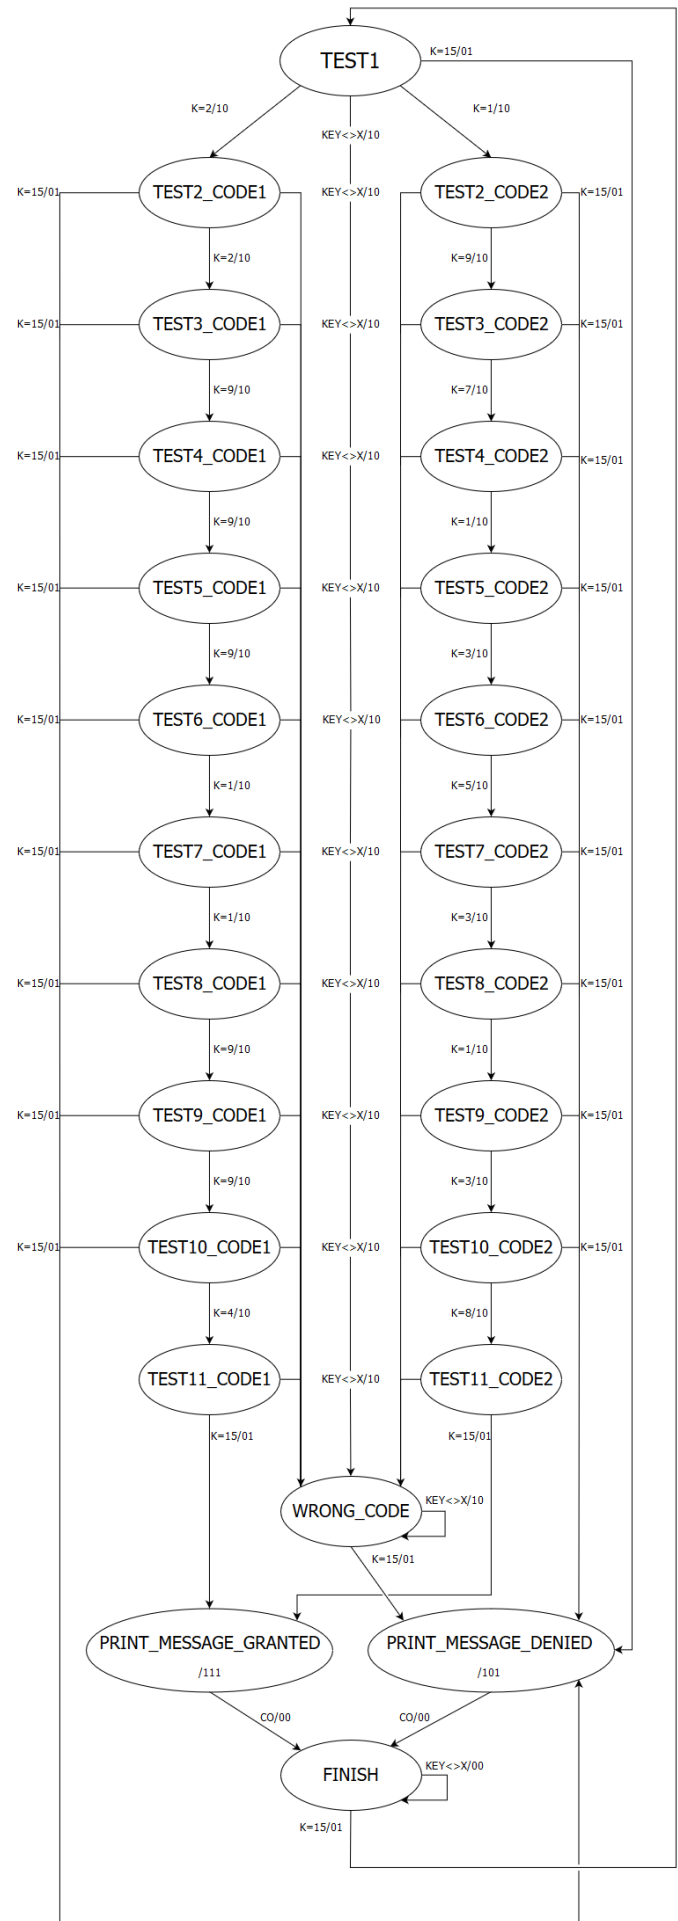 TEST1
K=15/01
K=2/10
K=1/10
KEY<>X/10
K=15/01
TEST2_CODE1
KEY<>X/10
TEST2_CODE2
K=15/01
K=2/10
K=9/10
K=15/01
TEST3_CODE1
KEY<>X/10
TEST3_CODE2
K=15/01
K=9/10
K=7/10
K=15/01
TEST4_CODE1
KEY<>X/10
TEST4_CODE2
K=15/01
K=9/10
K=1/10
K=15/01
TEST5_CODE1
KEY<>X/10
TEST5_CODE2
K=15/01
K=9/10
K=3/10
K=15/01
TEST6_CODE1
KEY<>X/10
TEST6_CODE2
K=15/01
K=1/10
K=5/10
K=15/01
TEST7_CODE1
KEY<>X/10
TEST7_CODE2
K=15/01
K=1/10
K=3/10
K=15/01
TEST8_CODE1
KEY<>X/10
TEST8_CODE2
K=15/01
K=9/10
K=1/10
K=15/01
TEST9_CODE1
KEY<>X/10
TEST9_CODE2
K=15/01
K=9/10
K=3/10
K=15/01
TEST10_CODE1
KEY<>X/10
TEST10_CODE2
K=15/01
K=4/10
K=8/10
TEST11_CODE1
KEY<>X/10
TEST11_CODE2
K=15/01
K=15/01
WRONG_CODE
KEY<>X/10
K=15/01
PRINT_MESSAGE_GRANTED
/111
PRINT_MESSAGE_DENIED
/101
CO/00
CO/00
FINISH
KEY<>X/00
K=15/01